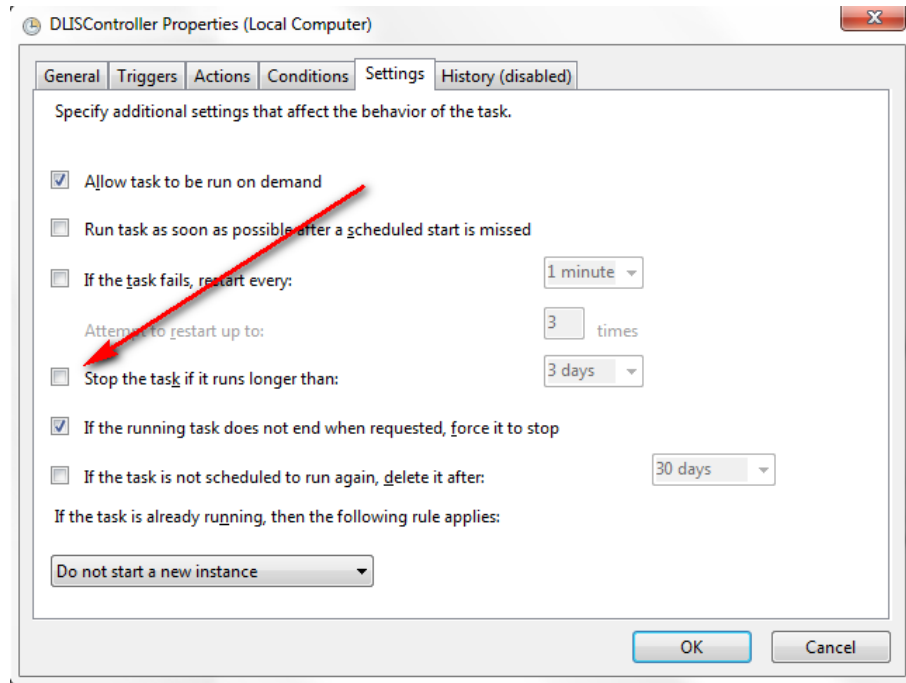 DLISController Properties (Local Computer)
General Triggers Actions Conditions Settings History (disabled)
Specify additional settings that affect the behavior of the task.
Allow task to be run on demand
Run task as soon as possible after a scheduled start is missed
If the task fails, restart every: 1 minute
Attempt to restart up to: 3 times
Stop the task if it runs longer than: 3 days
If the running task does not end when requested, force it to stop
If the task is not scheduled to run again, delete it after: 30 days
If the task is already running, then the following rule applies:
Do not start a new instance
OK Cancel